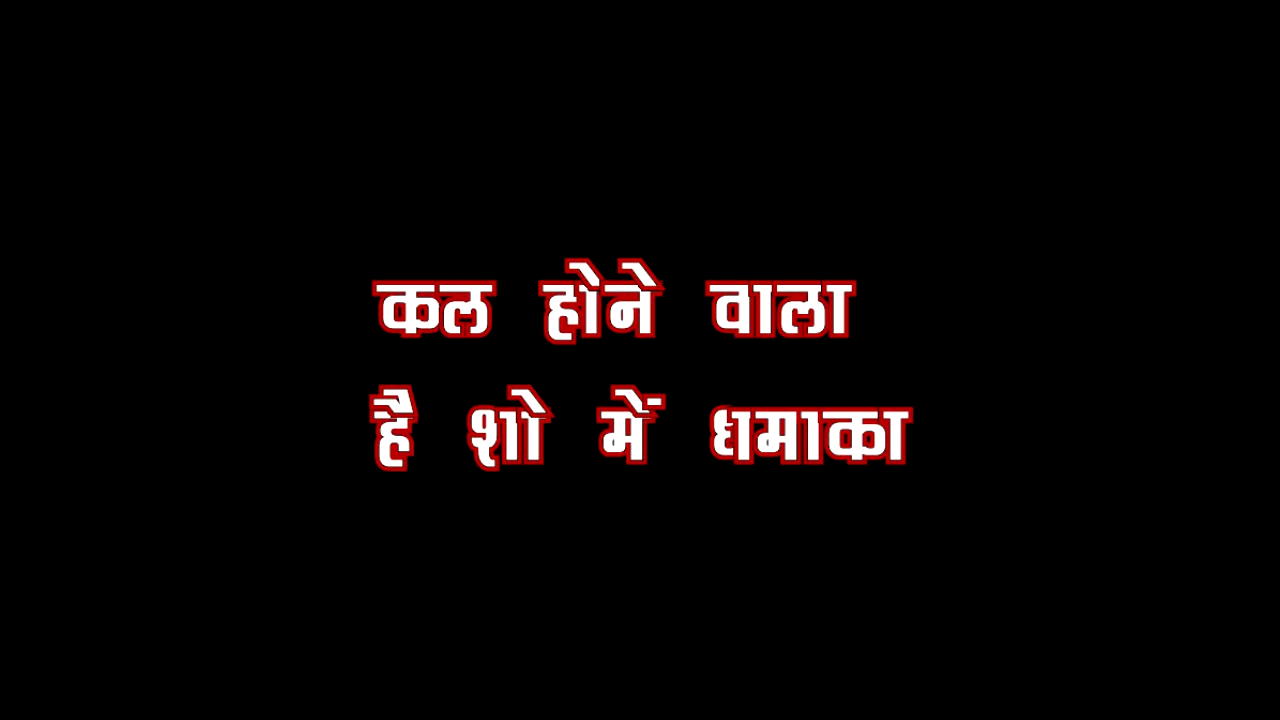 कल होने वाला
है शो में धमाका